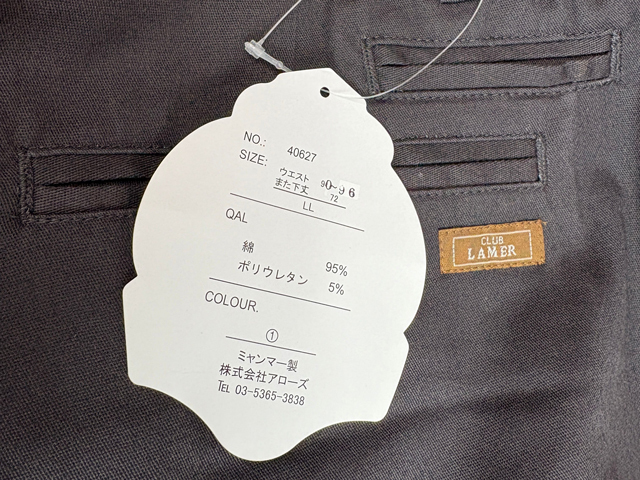 NO.: 40627
SIZE: ウエスト 90~96
また下丈 72
LL
QAL
綿 95%
ポリウレタン 5%
COLOUR.
①
ミャンマー製
株式会社アローズ
TEL 03-5365-3838
CLUB
LAMER